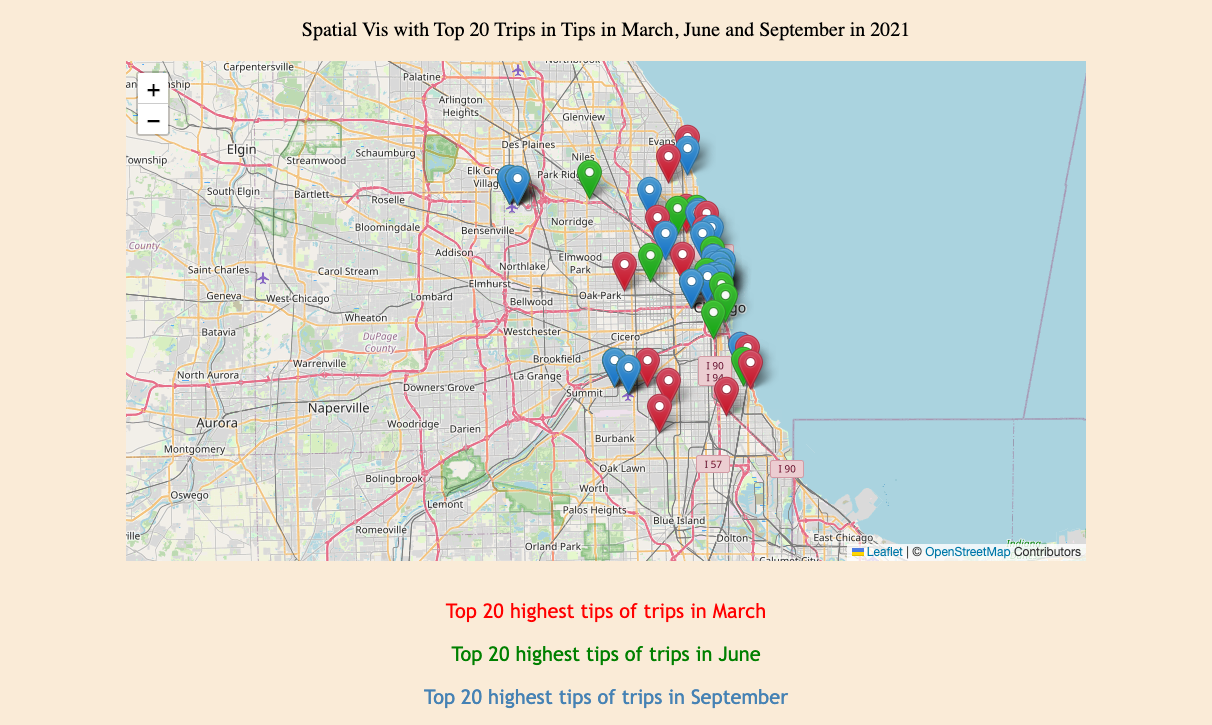 Spatial Vis with Top 20 Trips in Tips in March, June and September in 2021
Carpentersville
Palatine
+
Arlington
Heights
Glenview
−
Evans
Des Plaines
Elgin
Streamwood
Schaumburg
Niles
Township
Elk Gro
Villag
Park Rid
South Elgin
Bartlett
Roselle
Norridge
Bloomingdale
Bensenville
County
Addison
Elmwood
Park
Saint Charles
Carol Stream
Northlake
Elmhurst
Geneva
West Chicago
Lombard
Oak Park
Bellwood
Wheaton
Batavia
DuPage
County
Westchester
Cicero
Brookfield
Warrenville
I 90
I 94
North Aurora
La Grange
Downers Grove
Summit
Naperville
Aurora
Woodridge
Darien
Burbank
Montgomery
Oak Lawn
I 57
I 90
Bolingbrook
Oswego
Lemont
Worth
Palos Heights
Blue Island
Romeoville
ville
Dolton
East Chicago
Orland Park
Indiana
Calumet City
Leaflet | © OpenStreetMap Contributors
Top 20 highest tips of trips in March
Top 20 highest tips of trips in June
Top 20 highest tips of trips in September